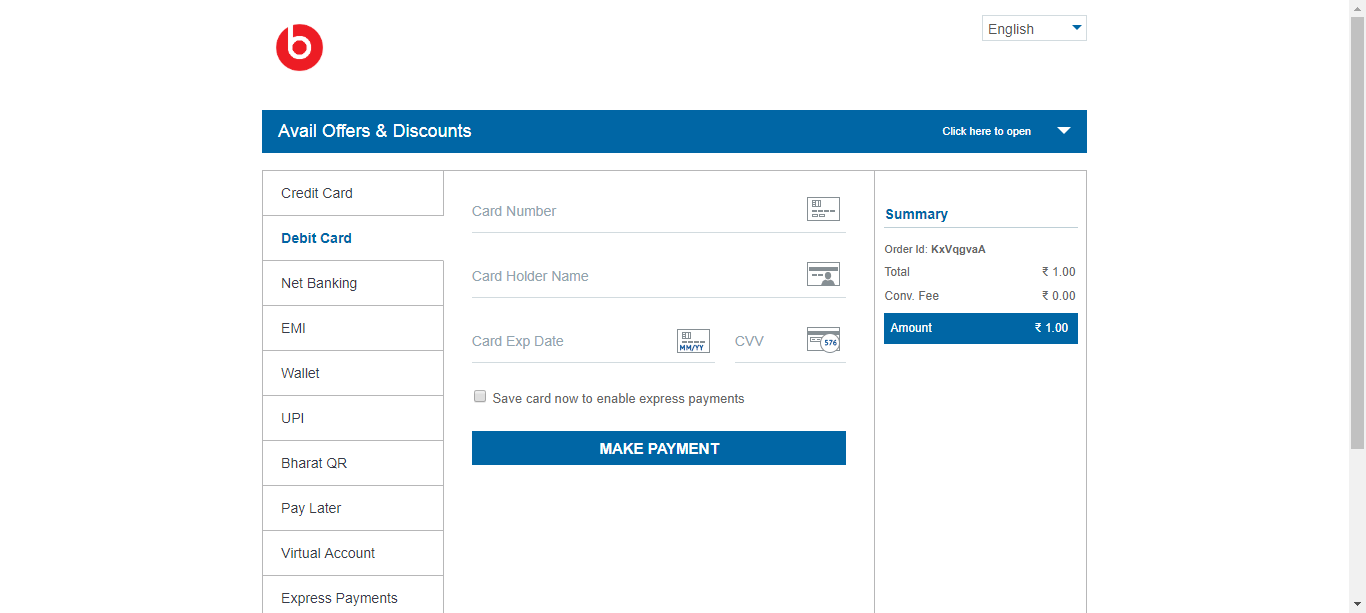 b
English
Avail Offers & Discounts
Click here to open
Credit Card
Debit Card
Net Banking
EMI
Wallet
UPI
Bharat QR
Pay Later
Virtual Account
Express Payments
Card Number
Card Holder Name
Card Exp Date
MM/YY
CVV
576
Save card now to enable express payments
MAKE PAYMENT
Summary
Order Id: KxVqgvaA
Total ₹ 1.00
Conv. Fee ₹ 0.00
Amount ₹ 1.00